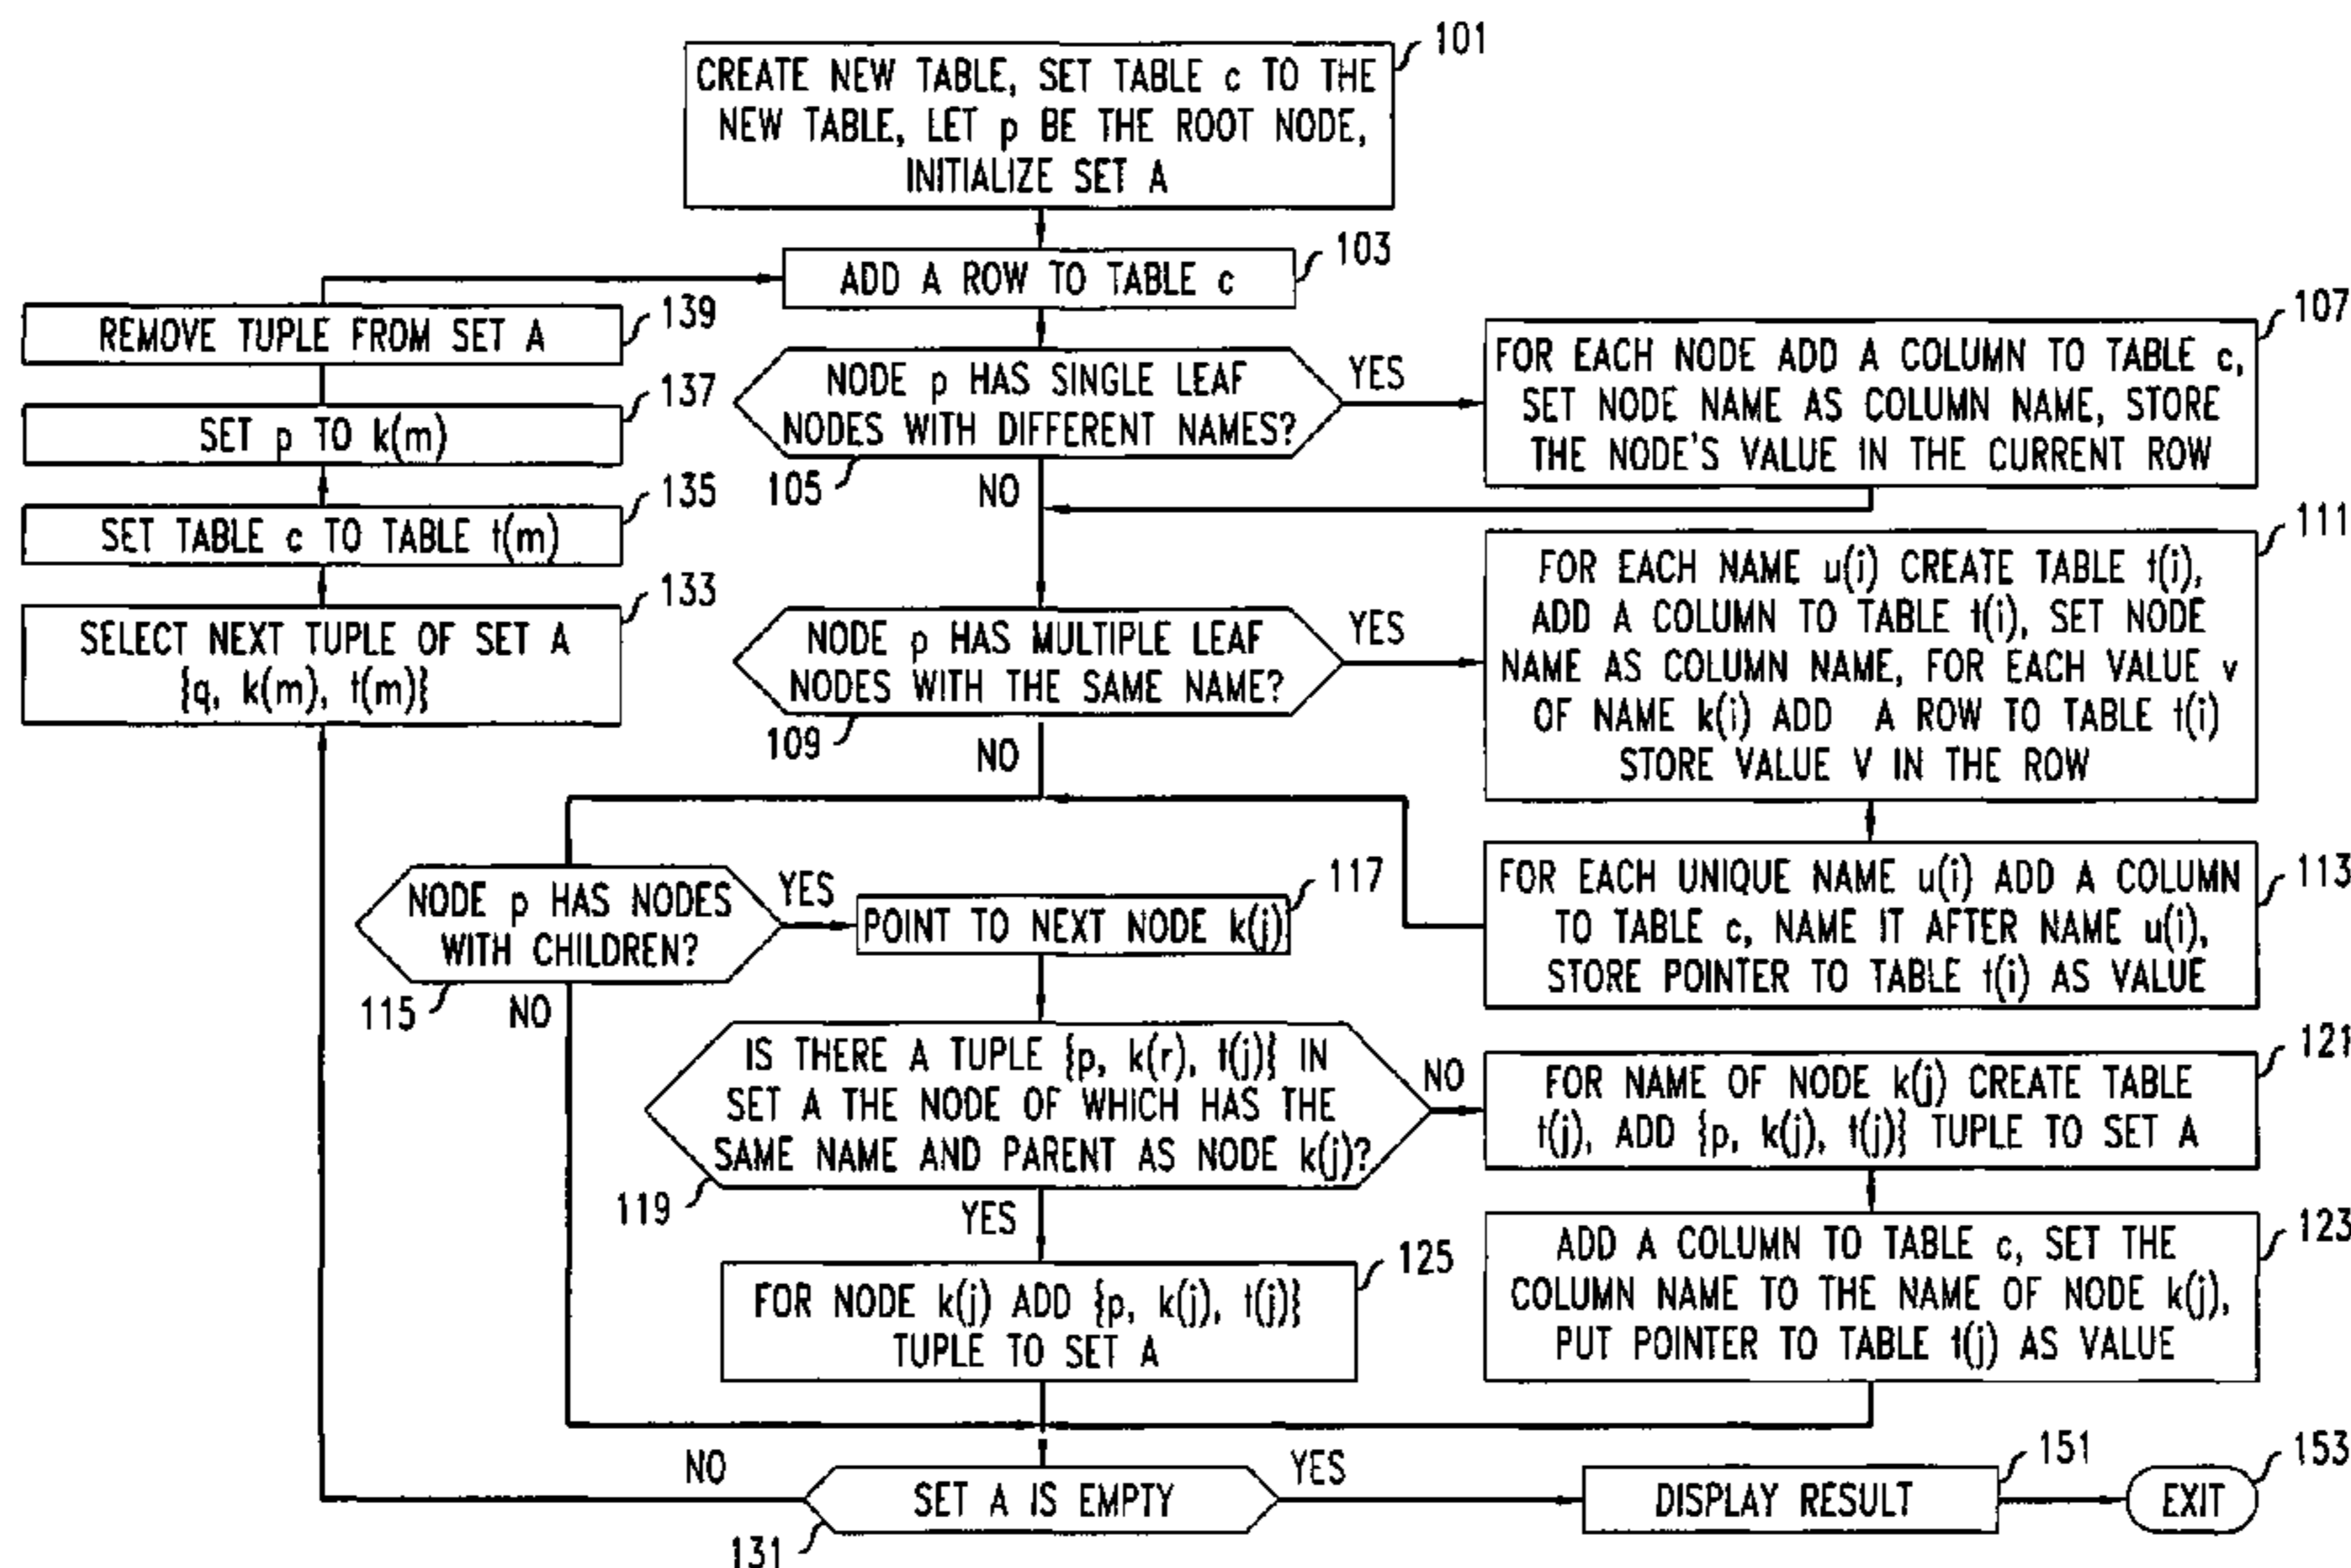 101
CREATE NEW TABLE, SET TABLE c TO THE
NEW TABLE, LET p BE THE ROOT NODE,
INITIALIZE SET A
103
ADD A ROW TO TABLE c
139
REMOVE TUPLE FROM SET A
137
SET p TO k(m)
135
SET TABLE c TO TABLE t(m)
133
SELECT NEXT TUPLE OF SET A
{q, k(m), t(m)}
NODE p HAS SINGLE LEAF
NODES WITH DIFFERENT NAMES?
105
YES
NO
107
FOR EACH NODE ADD A COLUMN TO TABLE c,
SET NODE NAME AS COLUMN NAME, STORE
THE NODE'S VALUE IN THE CURRENT ROW
NODE p HAS MULTIPLE LEAF
NODES WITH THE SAME NAME?
109
YES
NO
111
FOR EACH NAME u(i) CREATE TABLE t(i),
ADD A COLUMN TO TABLE t(i), SET NODE
NAME AS COLUMN NAME, FOR EACH VALUE v
OF NAME k(i) ADD A ROW TO TABLE t(i)
STORE VALUE V IN THE ROW
113
FOR EACH UNIQUE NAME u(i) ADD A COLUMN
TO TABLE c, NAME IT AFTER NAME u(i),
STORE POINTER TO TABLE t(i) AS VALUE
NODE p HAS NODES
WITH CHILDREN?
115
YES
NO
117
POINT TO NEXT NODE k(j)
IS THERE A TUPLE {p, k(r), t(j)} IN
SET A THE NODE OF WHICH HAS THE
SAME NAME AND PARENT AS NODE k(j)?
119
NO
YES
121
FOR NAME OF NODE k(j) CREATE TABLE
t(j), ADD {p, k(j), t(j)} TUPLE TO SET A
123
ADD A COLUMN TO TABLE c, SET THE
COLUMN NAME TO THE NAME OF NODE k(j),
PUT POINTER TO TABLE t(j) AS VALUE
125
FOR NODE k(j) ADD {p, k(j), t(j)}
TUPLE TO SET A
NO
SET A IS EMPTY
131
YES
151
DISPLAY RESULT
153
EXIT